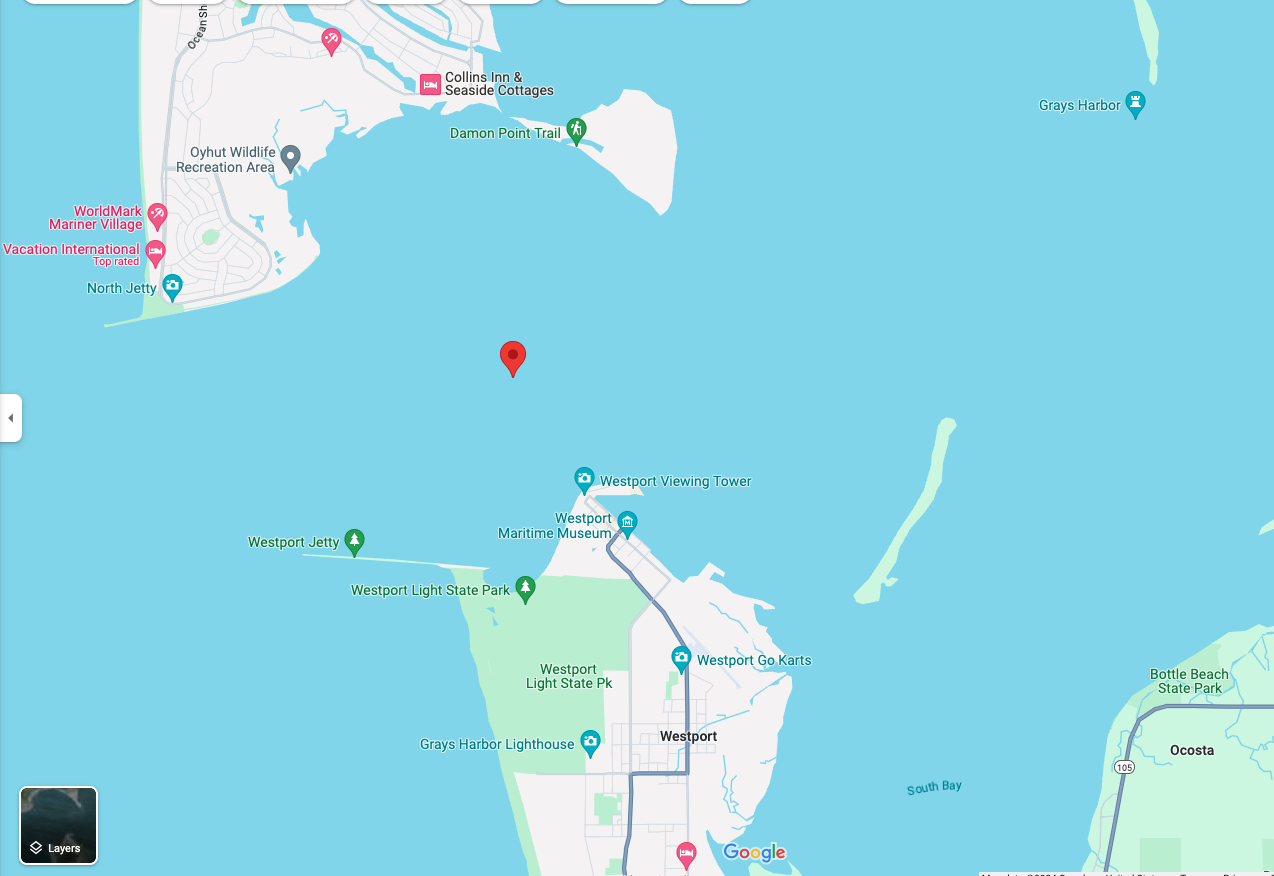 Ocean Sh
Collins Inn &
Seaside Cottages
Grays Harbor
Damon Point Trail
Oyhut Wildlife
Recreation Area
WorldMark
Mariner Village
Vacation International
Top rated
North Jetty
Westport Viewing Tower
Westport
Maritime Museum
Westport Jetty
Westport Light State Park
Westport Go Karts
Westport
Light State Pk
Bottle Beach
State Park
Westport
Grays Harbor Lighthouse
Ocosta
105
South Bay
Layers
Google